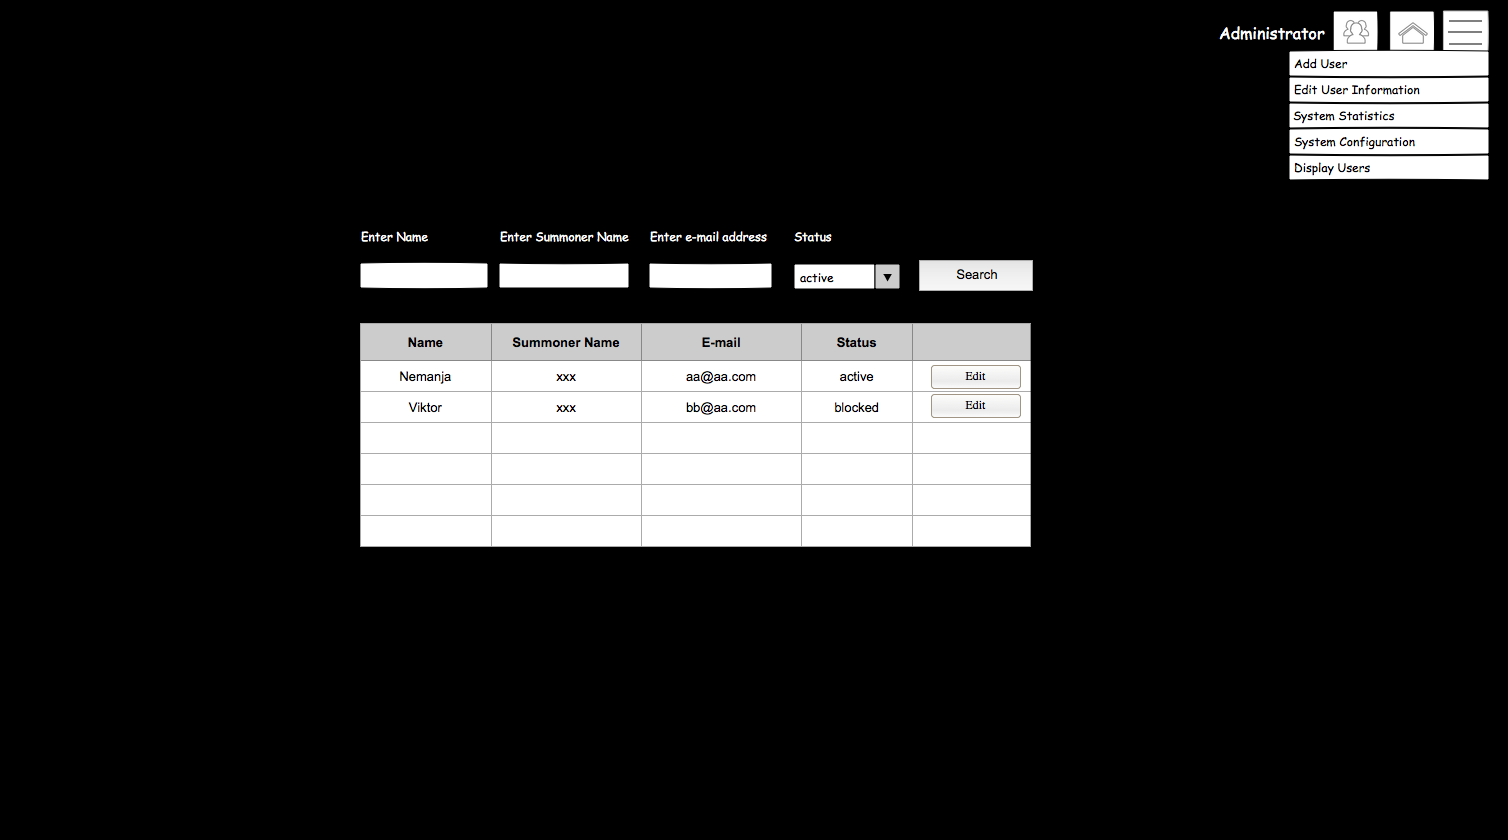 Administrator
Add User
Edit User Information
System Statistics
System Configuration
Display Users
Enter Name Enter Summoner Name Enter e-mail address Status
active Search
Name Summoner Name E-mail Status
Nemanja xxx aa@aa.com active Edit
Viktor xxx bb@aa.com blocked Edit